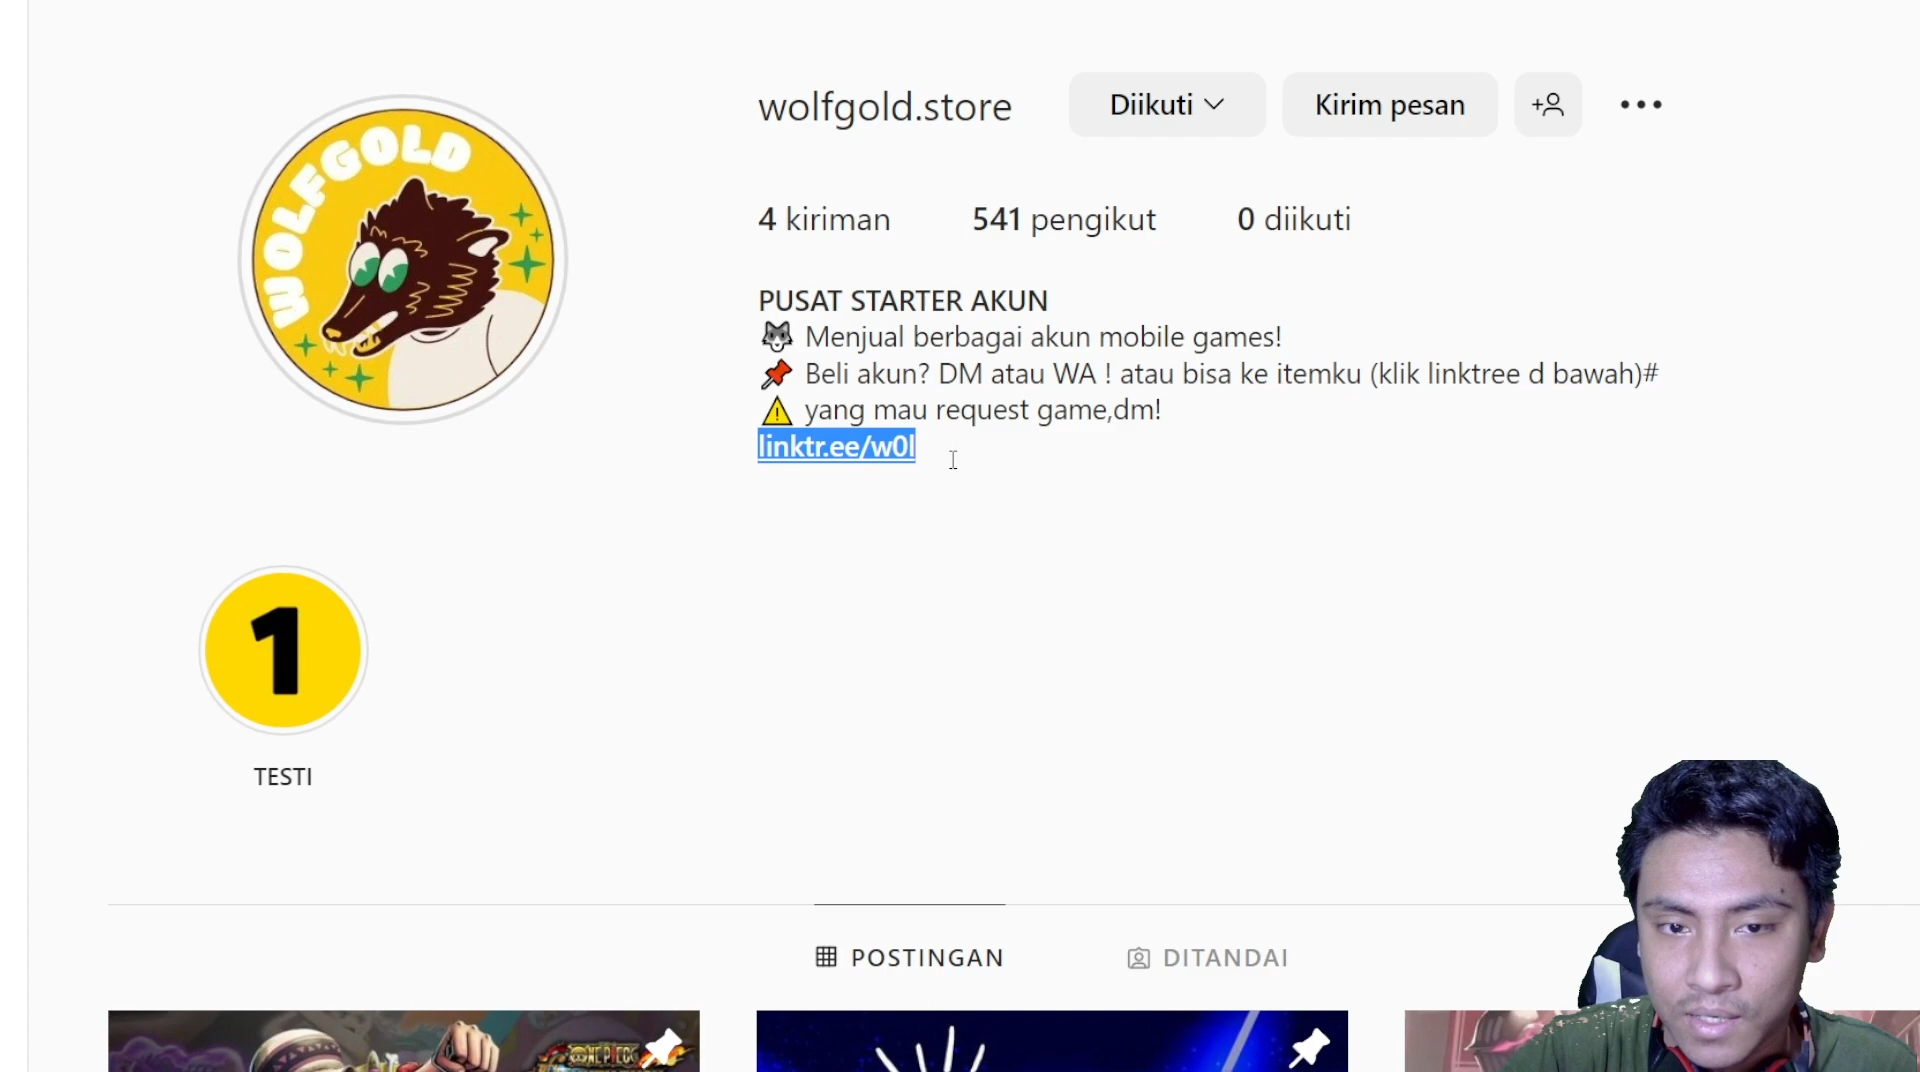 WOLFGOLD
wolfgold.store
Diikuti
Kirim pesan
4 kiriman
541 pengikut
0 diikuti
PUSAT STARTER AKUN
🐺 Menjual berbagai akun mobile games!
📌 Beli akun? DM atau WA ! atau bisa ke itemku (klik linktree d bawah)#
⚠️ yang mau request game,dm!
linktr.ee/w0l
1
TESTI
POSTINGAN
DITANDAI
ONE PIECE